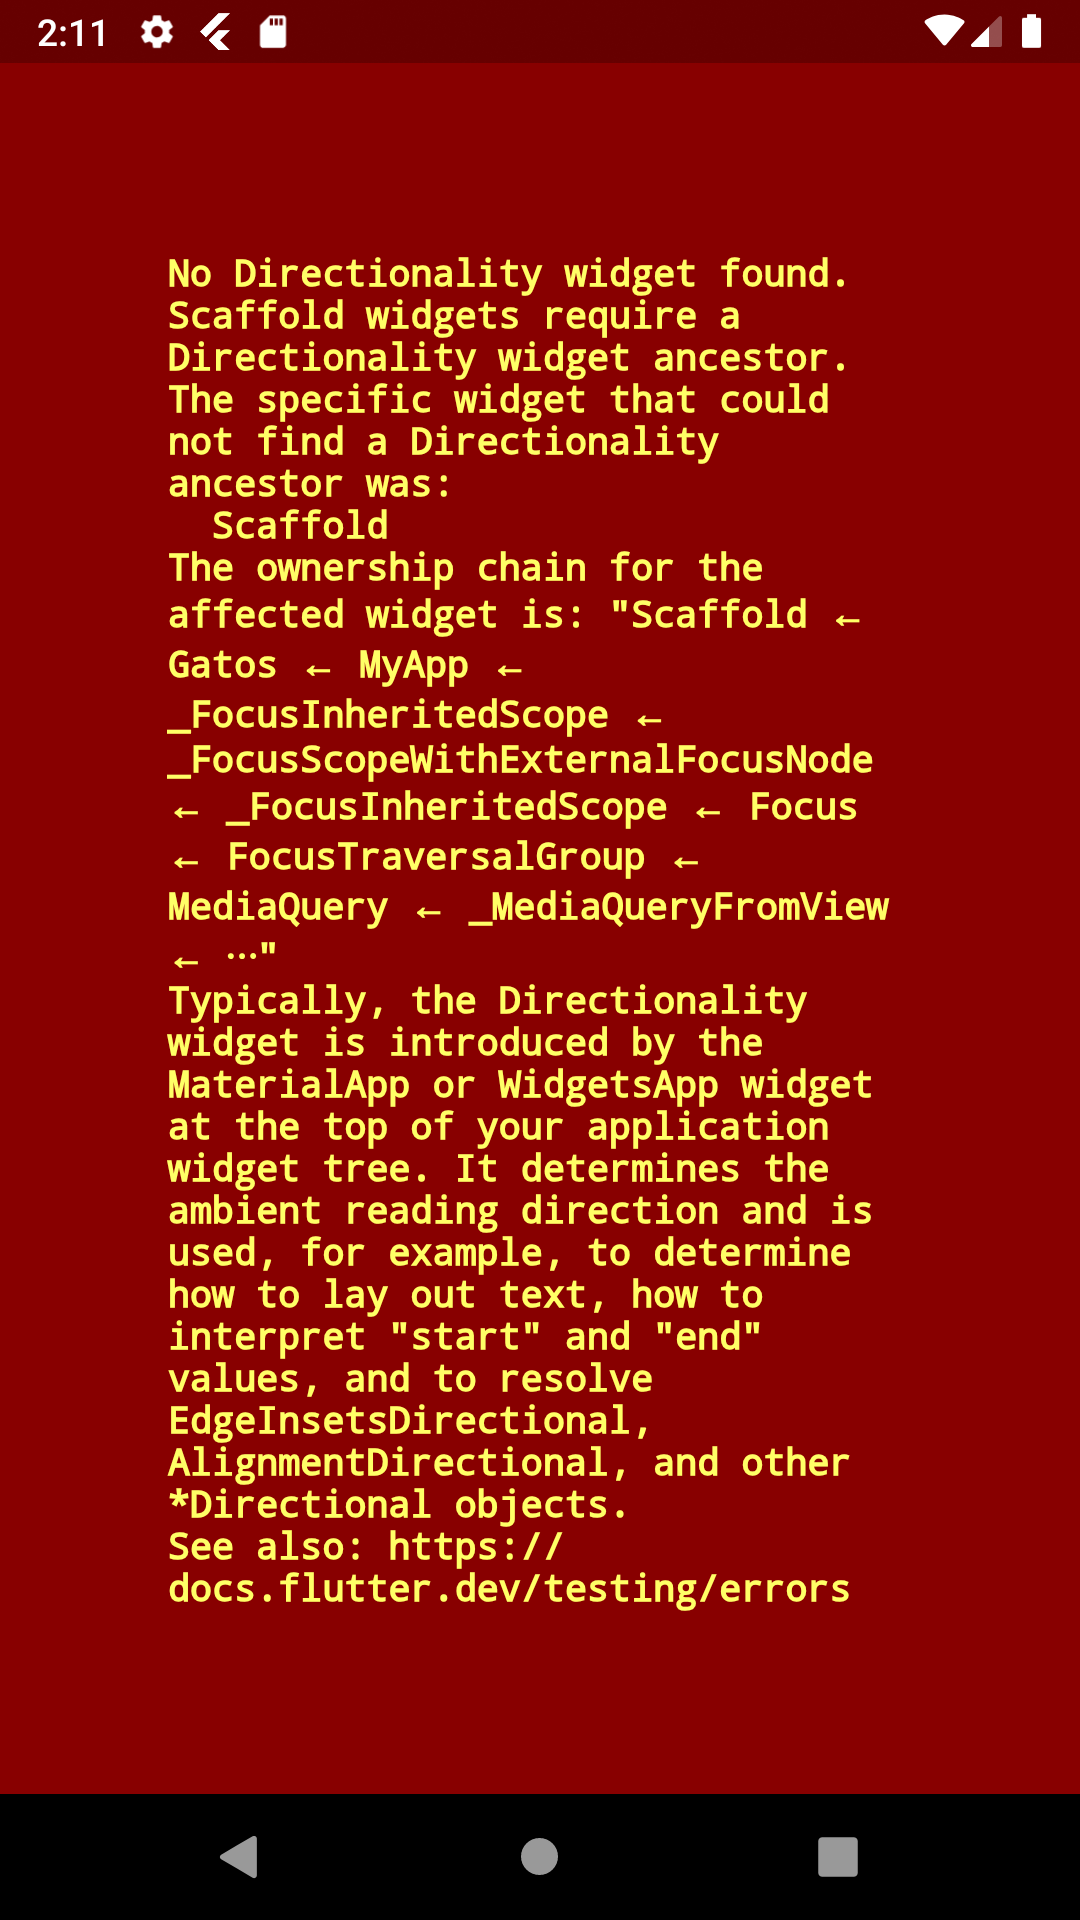 2:11
No Directionality widget found.
Scaffold widgets require a
Directionality widget ancestor.
The specific widget that could
not find a Directionality
ancestor was:
  Scaffold
The ownership chain for the
affected widget is: "Scaffold ←
Gatos ← MyApp ←
_FocusInheritedScope ←
_FocusScopeWithExternalFocusNode
← _FocusInheritedScope ← Focus
← FocusTraversalGroup ←
MediaQuery ← _MediaQueryFromView
← ⋯"
Typically, the Directionality
widget is introduced by the
MaterialApp or WidgetsApp widget
at the top of your application
widget tree. It determines the
ambient reading direction and is
used, for example, to determine
how to lay out text, how to
interpret "start" and "end"
values, and to resolve
EdgeInsetsDirectional,
AlignmentDirectional, and other
*Directional objects.
See also: https://
docs.flutter.dev/testing/errors